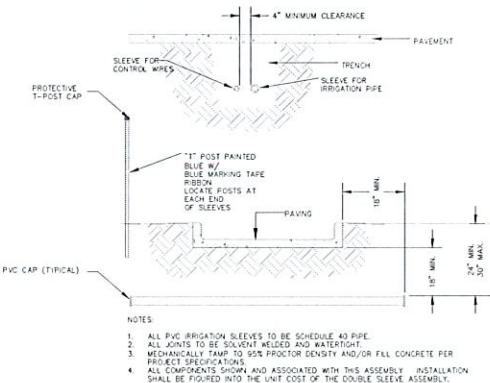 4" MINIMUM CLEARANCE
PAVEMENT
SLEEVE FOR
CONTROL WIRES
TRENCH
SLEEVE FOR
IRRIGATION PIPE
PROTECTIVE
T-POST CAP
"T" POST PAINTED
BLUE W/
BLUE MARKING TAPE
RIBBON
LOCATE POSTS AT
EACH END
OF SLEEVES
18" MIN.
PAVING
PVC CAP (TYPICAL)
18" MIN.
24" MIN.
30" MAX.
NOTES:
1. ALL PVC IRRIGATION SLEEVES TO BE SCHEDULE 40 PIPE.
2. ALL JOINTS TO BE SOLVENT WELDED AND WATERTIGHT.
3. MECHANICALLY TAMP TO 95% PROCTOR DENSITY AND/OR FILL CONCRETE PER
PROJECT SPECIFICATIONS.
4. ALL COMPONENTS SHOWN AND ASSOCIATED WITH THIS ASSEMBLY INSTALLATION
SHALL BE FIGURED INTO THE UNIT COST OF THE DOUBLE SLEEVE ASSEMBLY.